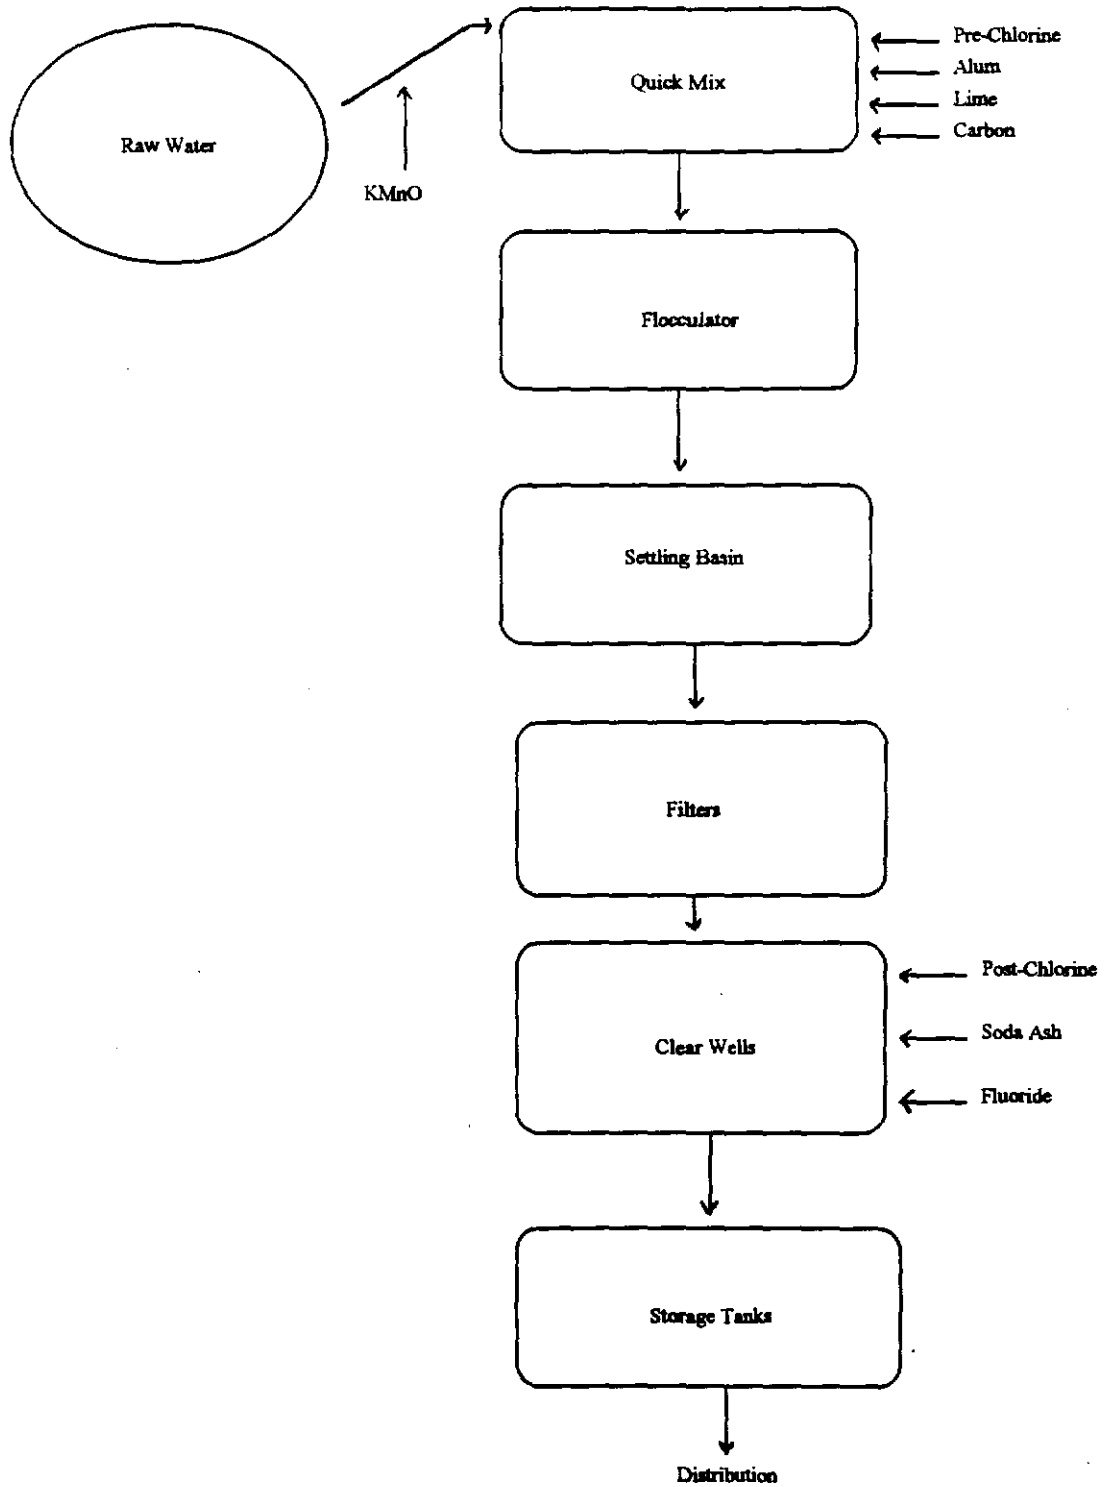 Raw Water
KMnO
Quick Mix
Pre-Chlorine
Alum
Lime
Carbon
Flocculator
Settling Basin
Filters
Clear Wells
Post-Chlorine
Soda Ash
Fluoride
Storage Tanks
Distribution